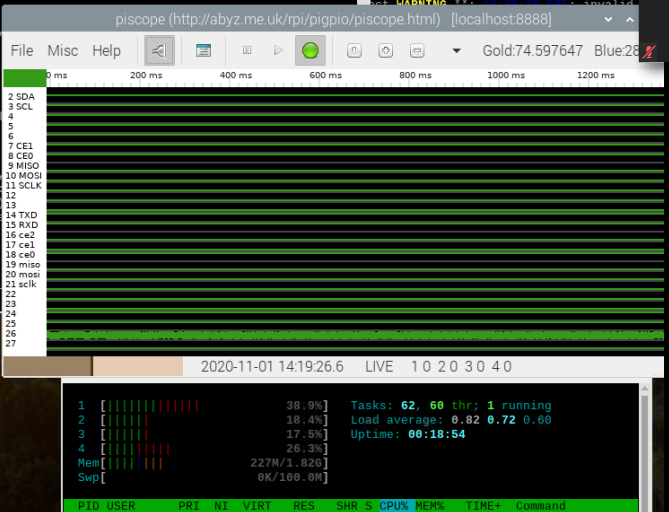 WARNING **:
piscope (http://abyz.me.uk/rpi/pigpio/piscope.html) [localhost:8888]
File Misc Help Gold:74.597647 Blue:28
0 ms 200 ms 400 ms 600 ms 800 ms 1000 ms 1200 ms
2 SDA
3 SCL
4
5
6
7 CE1
8 CE0
9 MISO
10 MOSI
11 SCLK
12
13
14 TXD
15 RXD
16 ce2
17 ce1
18 ce0
19 miso
20 mosi
21 sclk
22
23
24
25
26
27
2020-11-01 14:19:26.6 LIVE 1 0 2 0 3 0 4 0
1 [||||||||||||| 38.9%] Tasks: 62, 60 thr; 1 running
2 [|||||| 18.4%] Load average: 0.82 0.72 0.60
3 [|||||| 17.5%] Uptime: 00:18:54
4 [||||||||| 26.3%]
Mem[|||||||| 227M/1.82G]
Swp[ 0K/100.0M]
PID USER PRI NI VIRT RES SHR S CPU% MEM% TIME+ Command